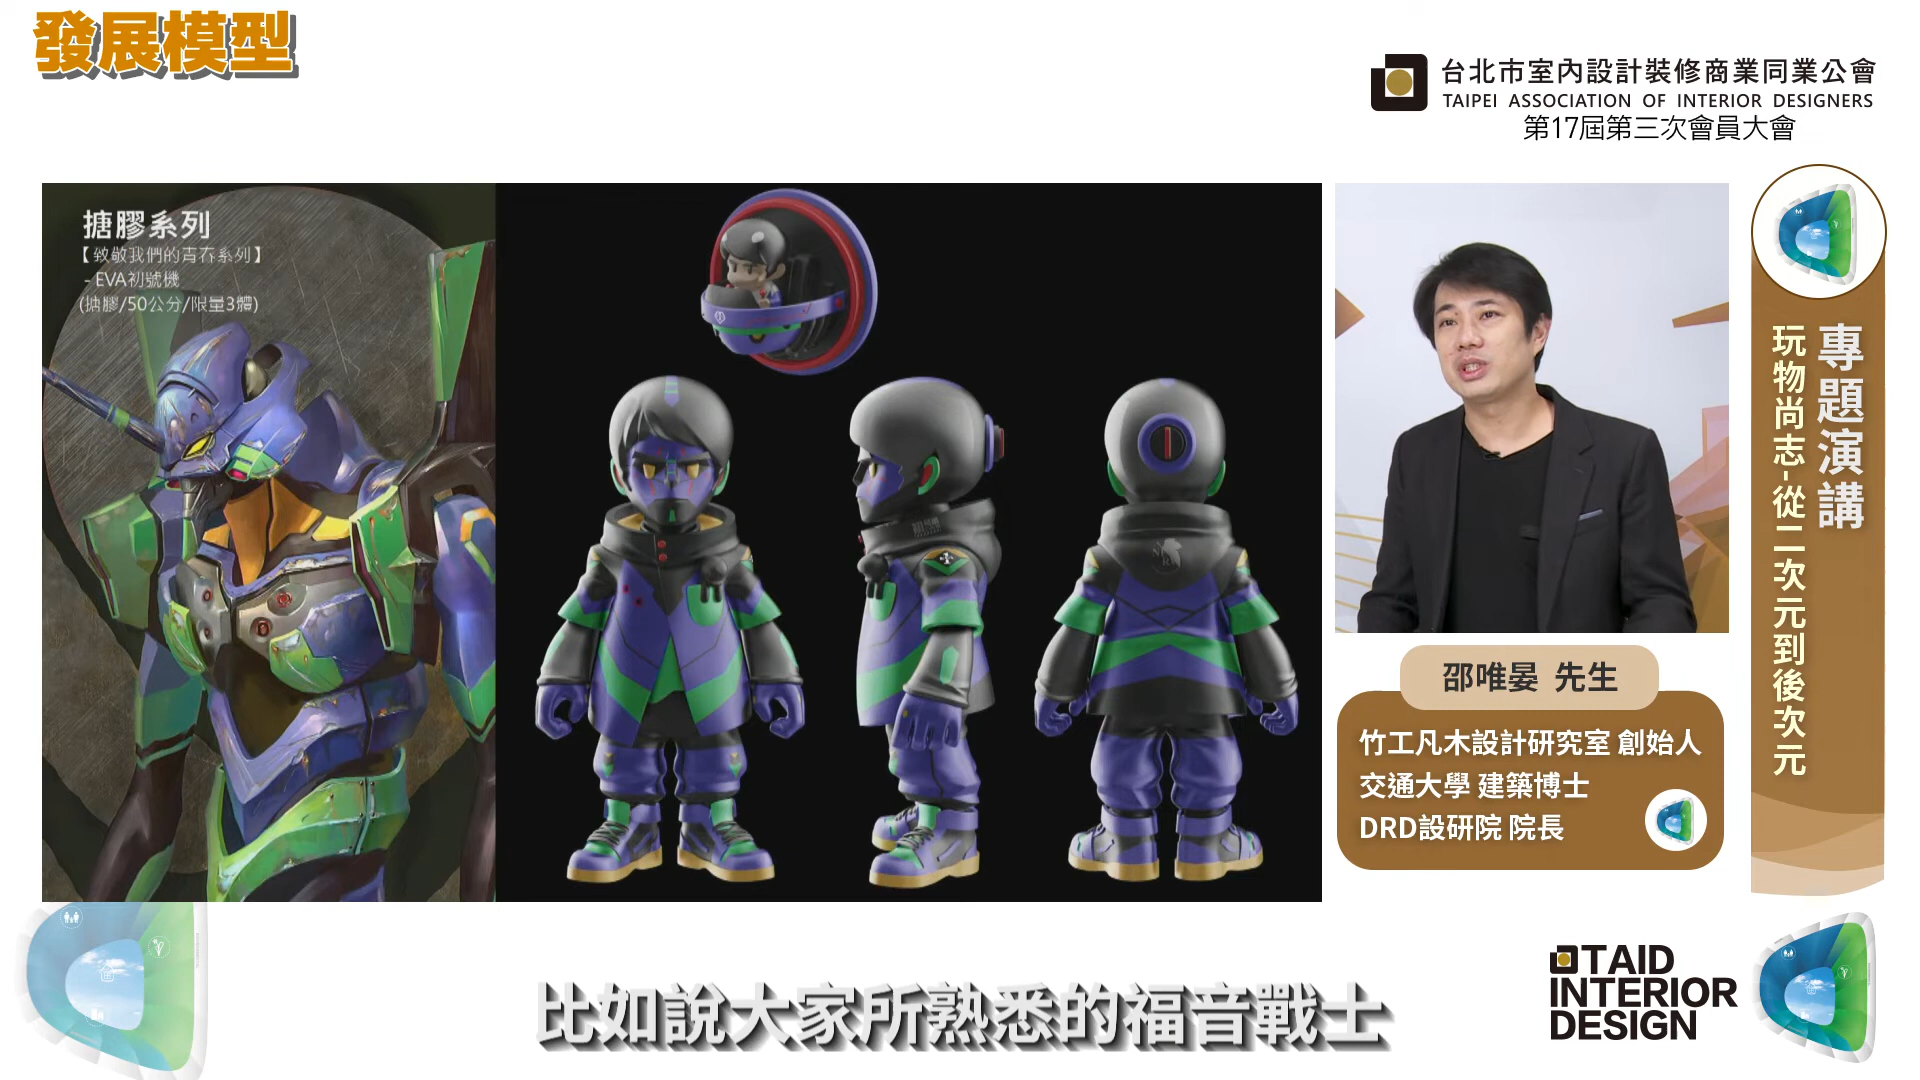 發展模型
台北市室內設計裝修商業同業公會
TAIPEI ASSOCIATION OF INTERIOR DESIGNERS
第17屆第三次會員大會
搪膠系列
【致敬我們的青春系列】
- EVA初號機
(搪膠/50公分/限量3體)
專題演講
玩物尚志-從二次元到後次元
邵唯晏 先生
竹工凡木設計研究室 創始人
交通大學 建築博士
DRD設研院 院長
比如說大家所熟悉的福音戰士
TAID
INTERIOR
DESIGN